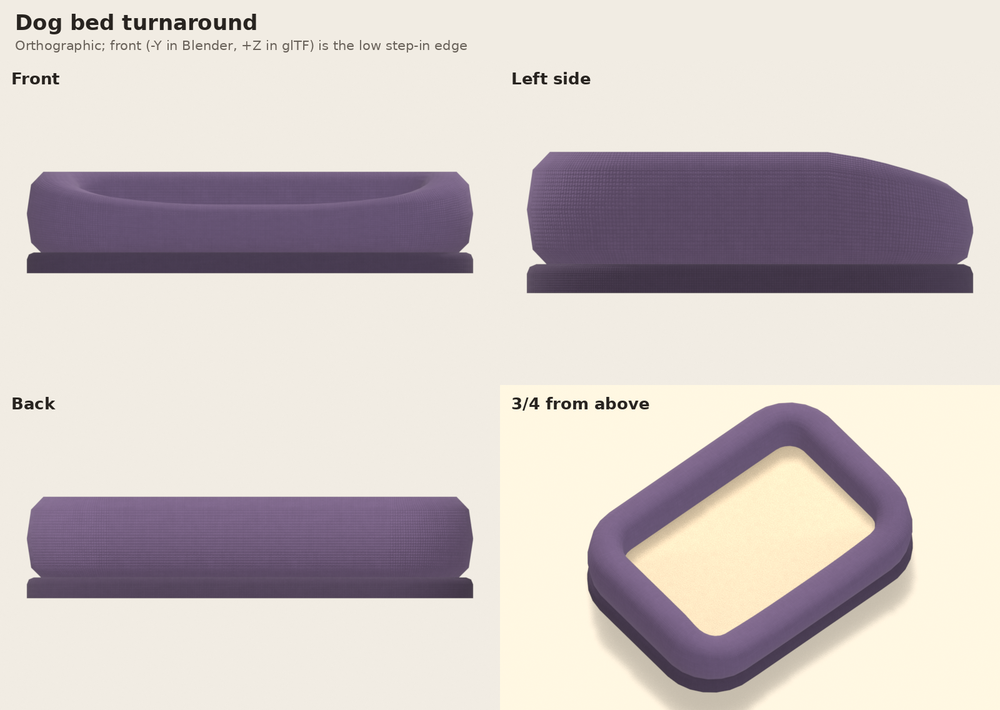 Dog bed turnaround
Orthographic; front (-Y in Blender, +Z in glTF) is the low step-in edge
Front
Left side
Back
3/4 from above